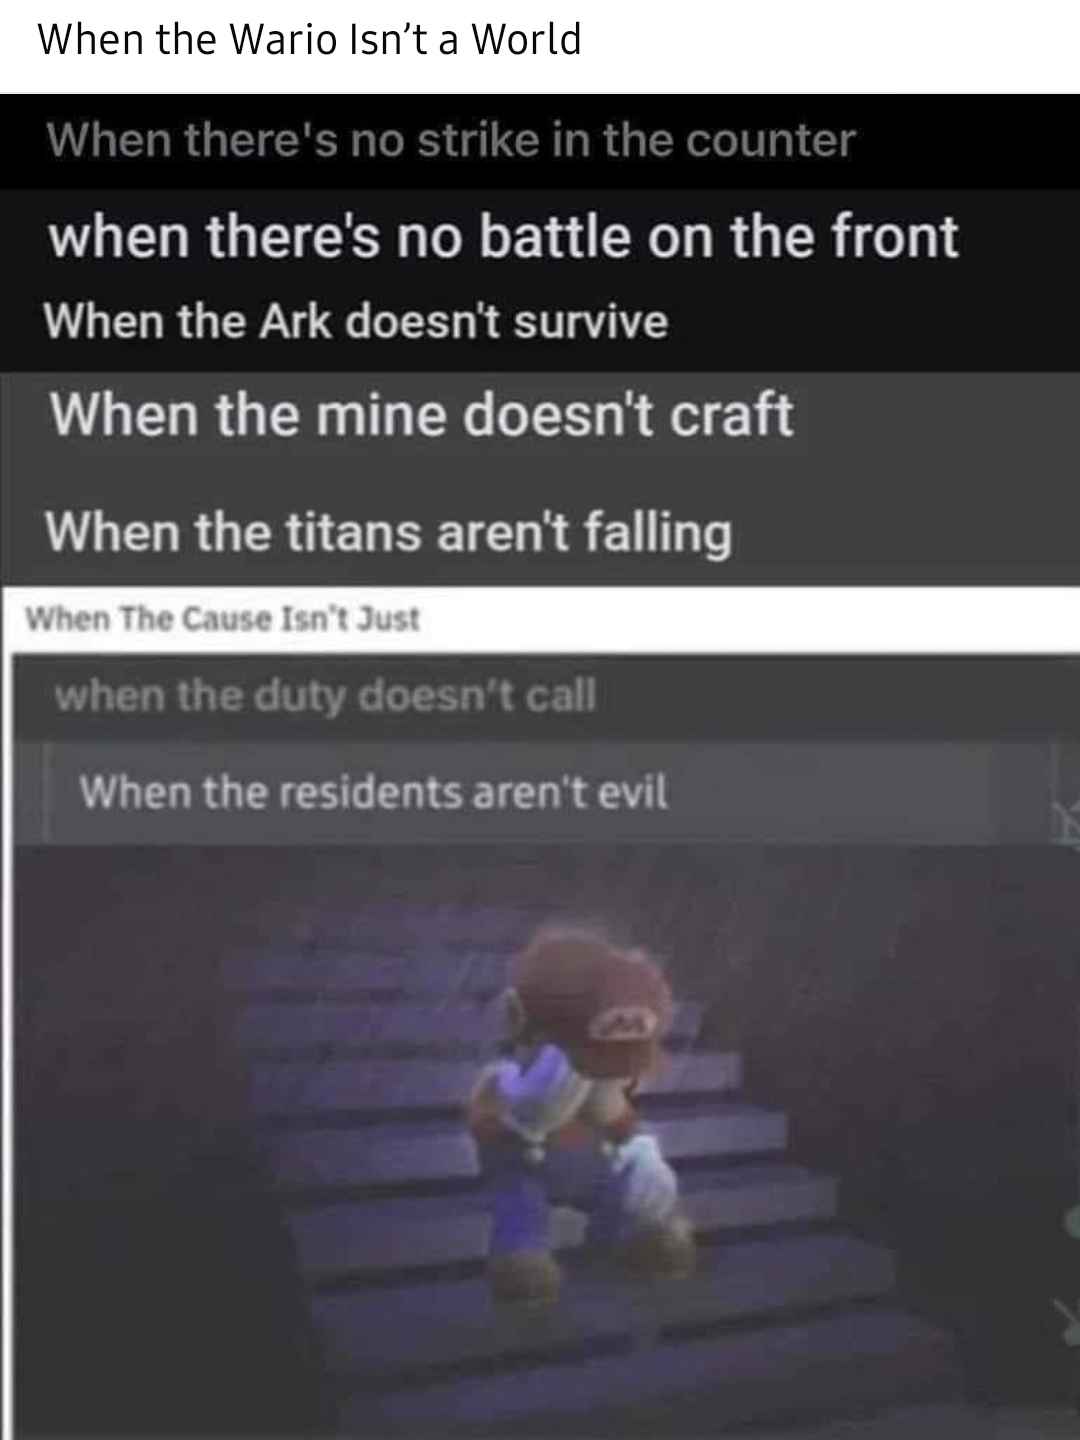 When the Wario Isn’t a World
When there's no strike in the counter
when there's no battle on the front
When the Ark doesn't survive
When the mine doesn't craft
When the titans aren't falling
When The Cause Isn't Just
when the duty doesn't call
When the residents aren't evil
M